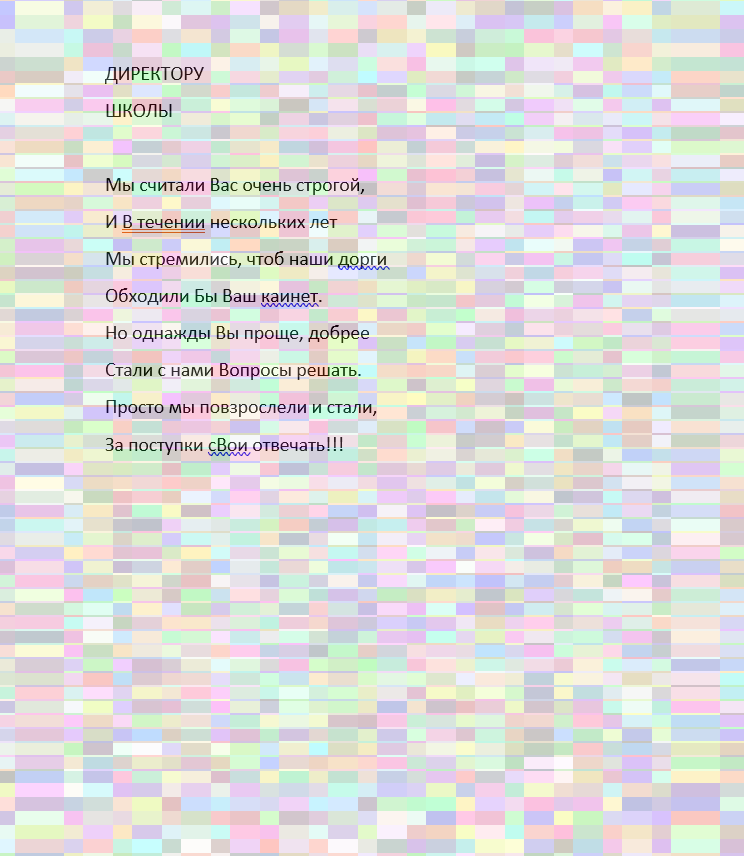 ДИРЕКТОРУ
ШКОЛЫ
Мы считали Вас очень строгой,
И В течении нескольких лет
Мы стремились, чтоб наши дорги
Обходили Бы Ваш каинет.
Но однажды Вы проще, добрее
Стали с нами Вопросы решать.
Просто мы повзрослели и стали,
За поступки сВои отвечать!!!